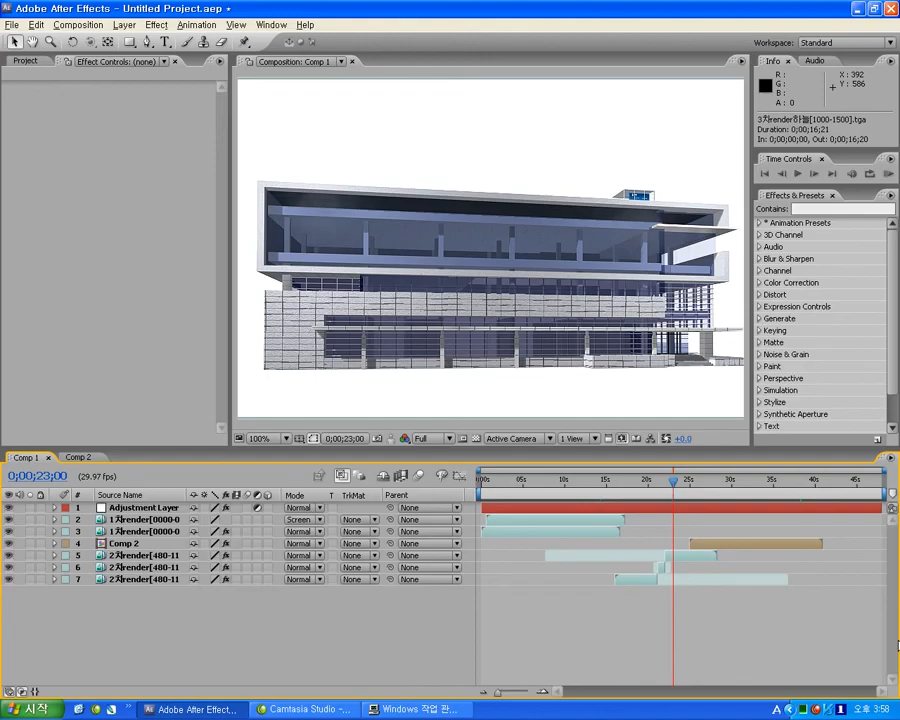 Adobe After Effects - Untitled Project.aep *
File Edit Composition Layer Effect Animation View Window Help
Workspace: Standard
Project
Effect Controls: (none)
Composition: Comp 1
Info
Audio
R :
G :
B :
A : 0
X : 392
Y : 586
3차render하늘[1000-1500].tga
Duration: 0;00;16;21
In: 0;00;00;00, Out: 0;00;16;20
Time Controls
Effects & Presets
Contains:
* Animation Presets
3D Channel
Audio
Blur & Sharpen
Channel
Color Correction
Distort
Expression Controls
Generate
Keying
Matte
Noise & Grain
Paint
Perspective
Simulation
Stylize
Synthetic Aperture
Text
100% 0;00;23;00 Full Active Camera 1 View +0.0
Comp 1
Comp 2
0;00;23;00 (29.97 fps)
# Source Name Mode T TrkMat Parent
:00s 05s 10s 15s 20s 25s 30s 35s 40s 45s
1 Adjustment Layer Normal None
2 1차render[0000-0 Screen None None
3 1차render[0000-0 Normal None None
4 Comp 2 Normal None None
5 2차render[480-11 Normal None None
6 2차render[480-11 Normal None None
7 2차render[480-11 Normal None None
시작
Adobe After Effect...
Camtasia Studio -...
Windows 작업 관...
A
오후 3:58